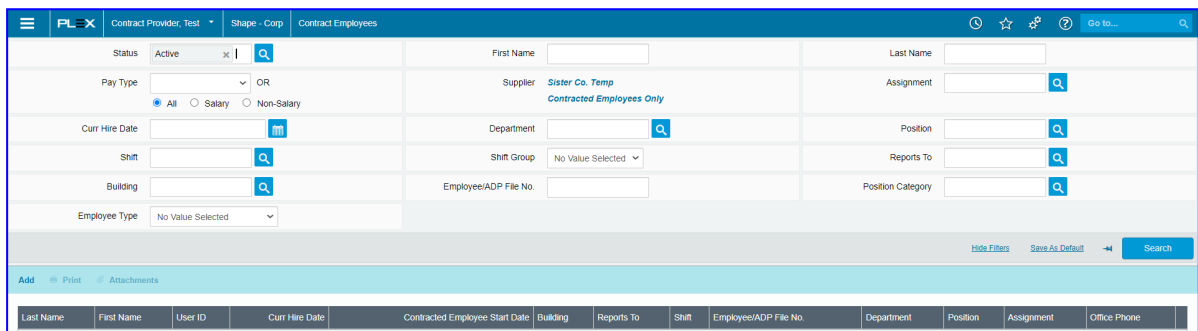 PLEX Contract Provider, Test Shape - Corp Contract Employees Go to...
Status Active First Name Last Name
Pay Type OR Supplier Sister Co. Temp Assignment
All Salary Non-Salary Contracted Employees Only
Curr Hire Date Department Position
Shift Shift Group No Value Selected Reports To
Building Employee/ADP File No. Position Category
Employee Type No Value Selected
Hide Filters Save As Default Search
Add Print Attachments
Last Name First Name User ID Curr Hire Date Contracted Employee Start Date Building Reports To Shift Employee/ADP File No. Department Position Assignment Office Phone